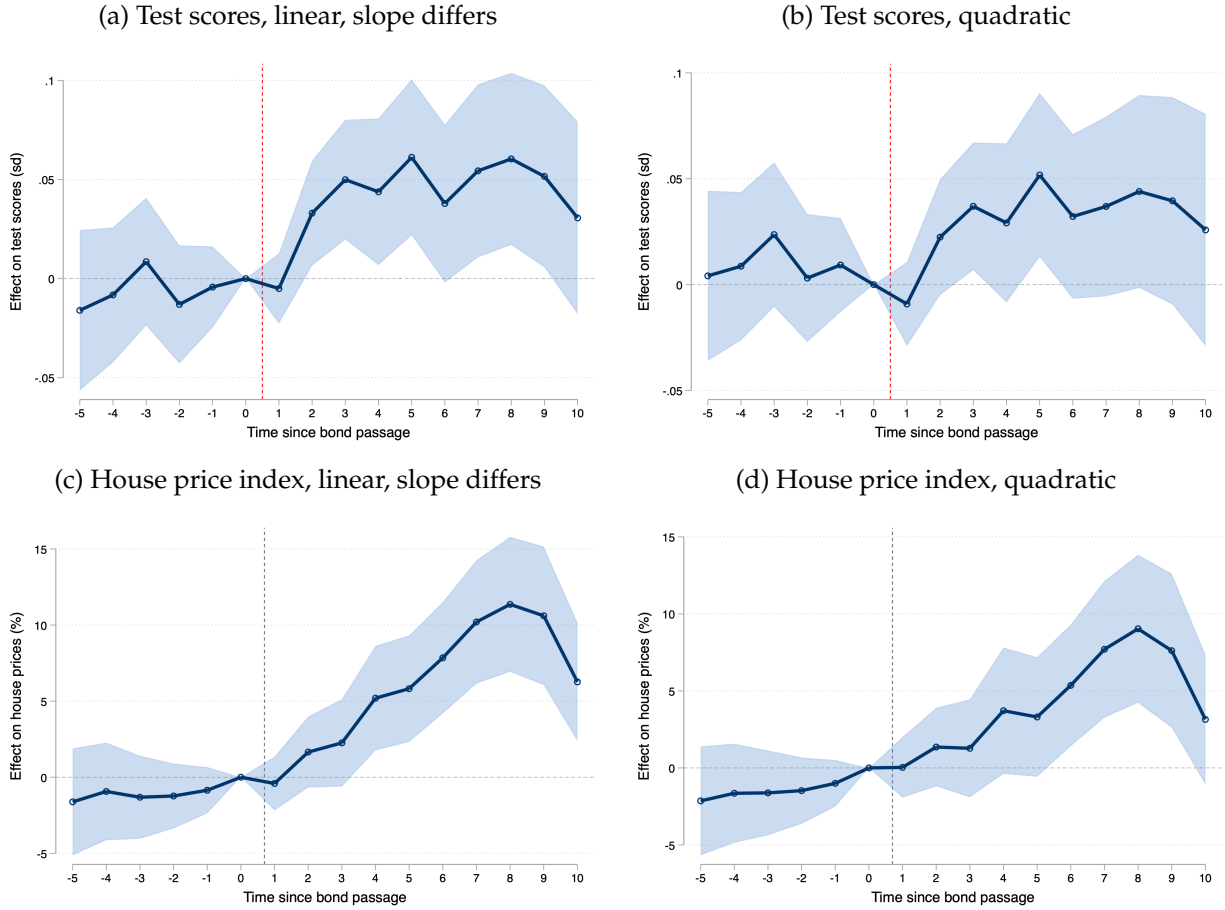 (a) Test scores, linear, slope differs
Effect on test scores (sd)
.1
.05
0
-.05
-5 -4 -3 -2 -1 0 1 2 3 4 5 6 7 8 9 10
Time since bond passage
(b) Test scores, quadratic
Effect on test scores (sd)
.1
.05
0
-.05
-5 -4 -3 -2 -1 0 1 2 3 4 5 6 7 8 9 10
Time since bond passage
(c) House price index, linear, slope differs
Effect on house prices (%)
15
10
5
0
-5
-5 -4 -3 -2 -1 0 1 2 3 4 5 6 7 8 9 10
Time since bond passage
(d) House price index, quadratic
Effect on house prices (%)
15
10
5
0
-5
-5 -4 -3 -2 -1 0 1 2 3 4 5 6 7 8 9 10
Time since bond passage